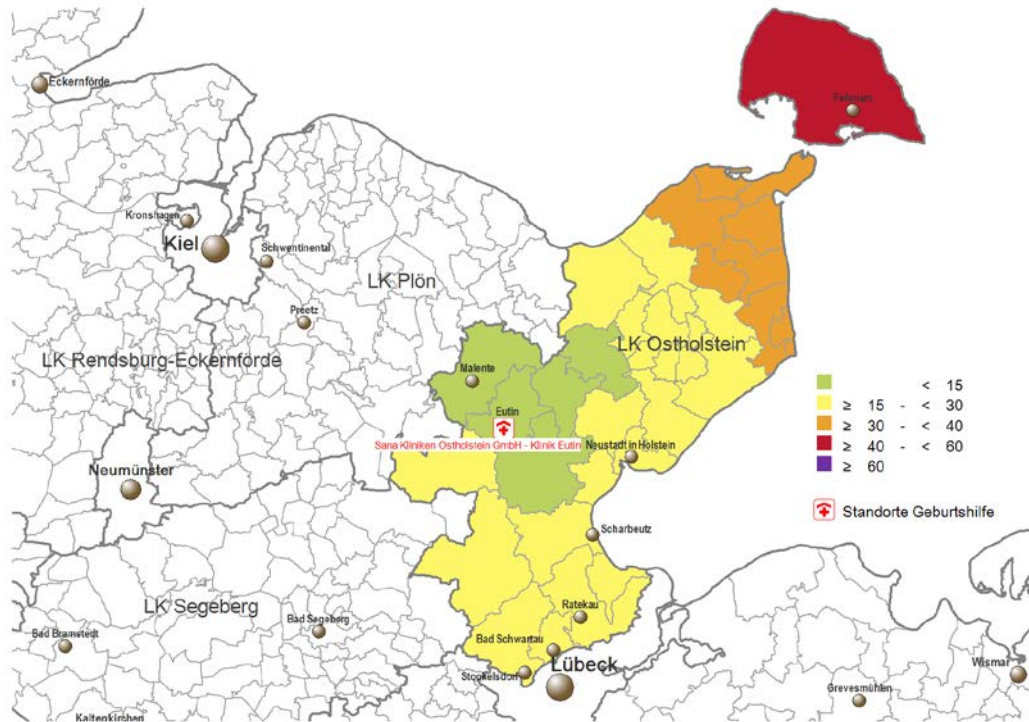 Eckernförde
Fehmarn
Kronshagen
Kiel
Schwentinental
LK Plön
Preetz
LK Rendsburg-Eckernförde
LK Ostholstein
Malente
Eutin
Sana Kliniken Ostholstein GmbH - Klinik Eutin
Neustadt in Holstein
Neumünster
Scharbeutz
LK Segeberg
Ratekau
Bad Segeberg
Bad Bramstedt
Bad Schwartau
Lübeck
Stockelsdorf
Wismar
Grevesmühlen
Kaltenkirchen
< 15
≥ 15 - < 30
≥ 30 - < 40
≥ 40 - < 60
≥ 60
Standorte Geburtshilfe